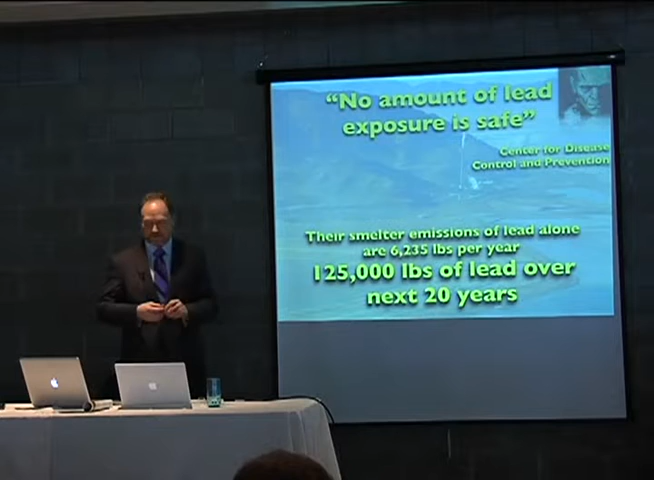 “No amount of lead
exposure is safe”
Center for Disease
Control and Prevention
Their smelter emissions of lead alone
are 6,235 lbs per year
125,000 lbs of lead over
next 20 years